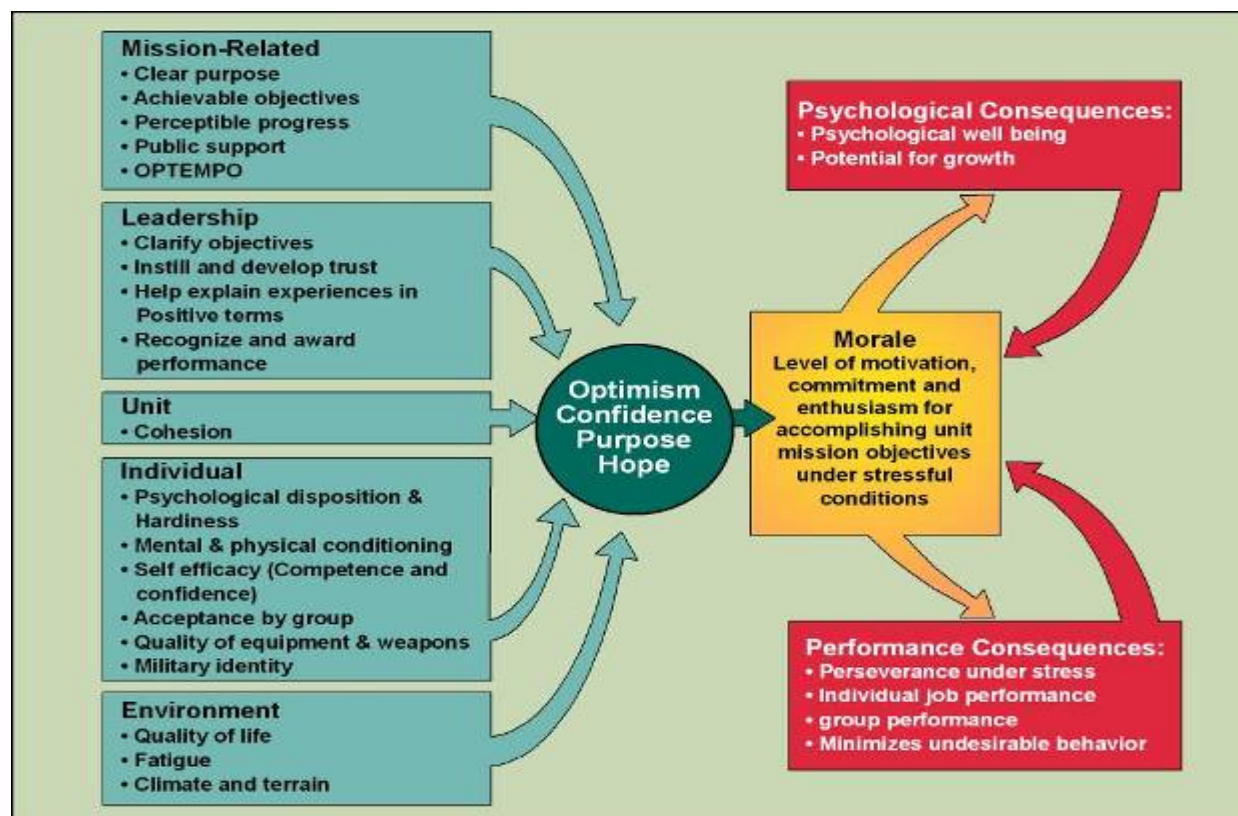 Mission-Related
• Clear purpose
• Achievable objectives
• Perceptible progress
• Public support
• OPTEMPO
Leadership
• Clarify objectives
• Instill and develop trust
• Help explain experiences in
Positive terms
• Recognize and award
performance
Unit
• Cohesion
Individual
• Psychological disposition &
Hardiness
• Mental & physical conditioning
• Self efficacy (Competence and
confidence)
• Acceptance by group
• Quality of equipment & weapons
• Military identity
Environment
• Quality of life
• Fatigue
• Climate and terrain
Optimism
Confidence
Purpose
Hope
Morale
Level of motivation,
commitment and
enthusiasm for
accomplishing unit
mission objectives
under stressful
conditions
Psychological Consequences:
• Psychological well being
• Potential for growth
Performance Consequences:
• Perseverance under stress
• Individual job performance
• group performance
• Minimizes undesirable behavior